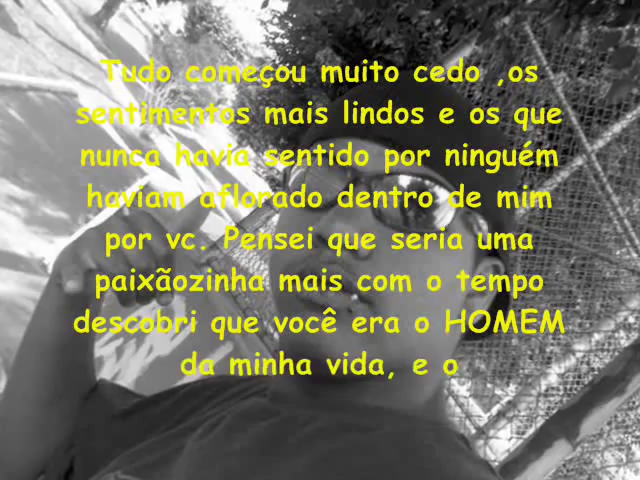 Tudo começou muito cedo ,os
sentimentos mais lindos e os que
nunca havia sentido por ninguém
haviam aflorado dentro de mim
por vc. Pensei que seria uma
paixãozinha mais com o tempo
descobri que você era o HOMEM
da minha vida, e o